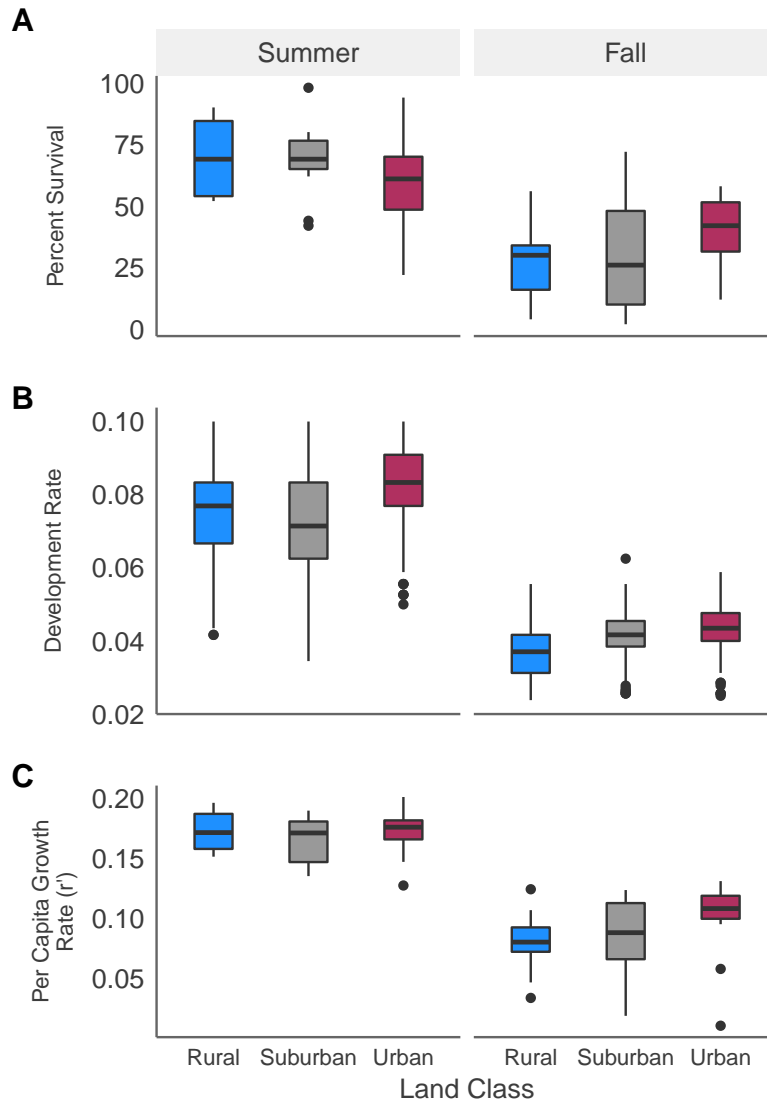 A
Summer
Fall
Percent Survival
100
75
50
25
0
B
Development Rate
0.10
0.08
0.06
0.04
0.02
C
Per Capita Growth
Rate (r')
0.20
0.15
0.10
0.05
Rural Suburban Urban
Rural Suburban Urban
Land Class